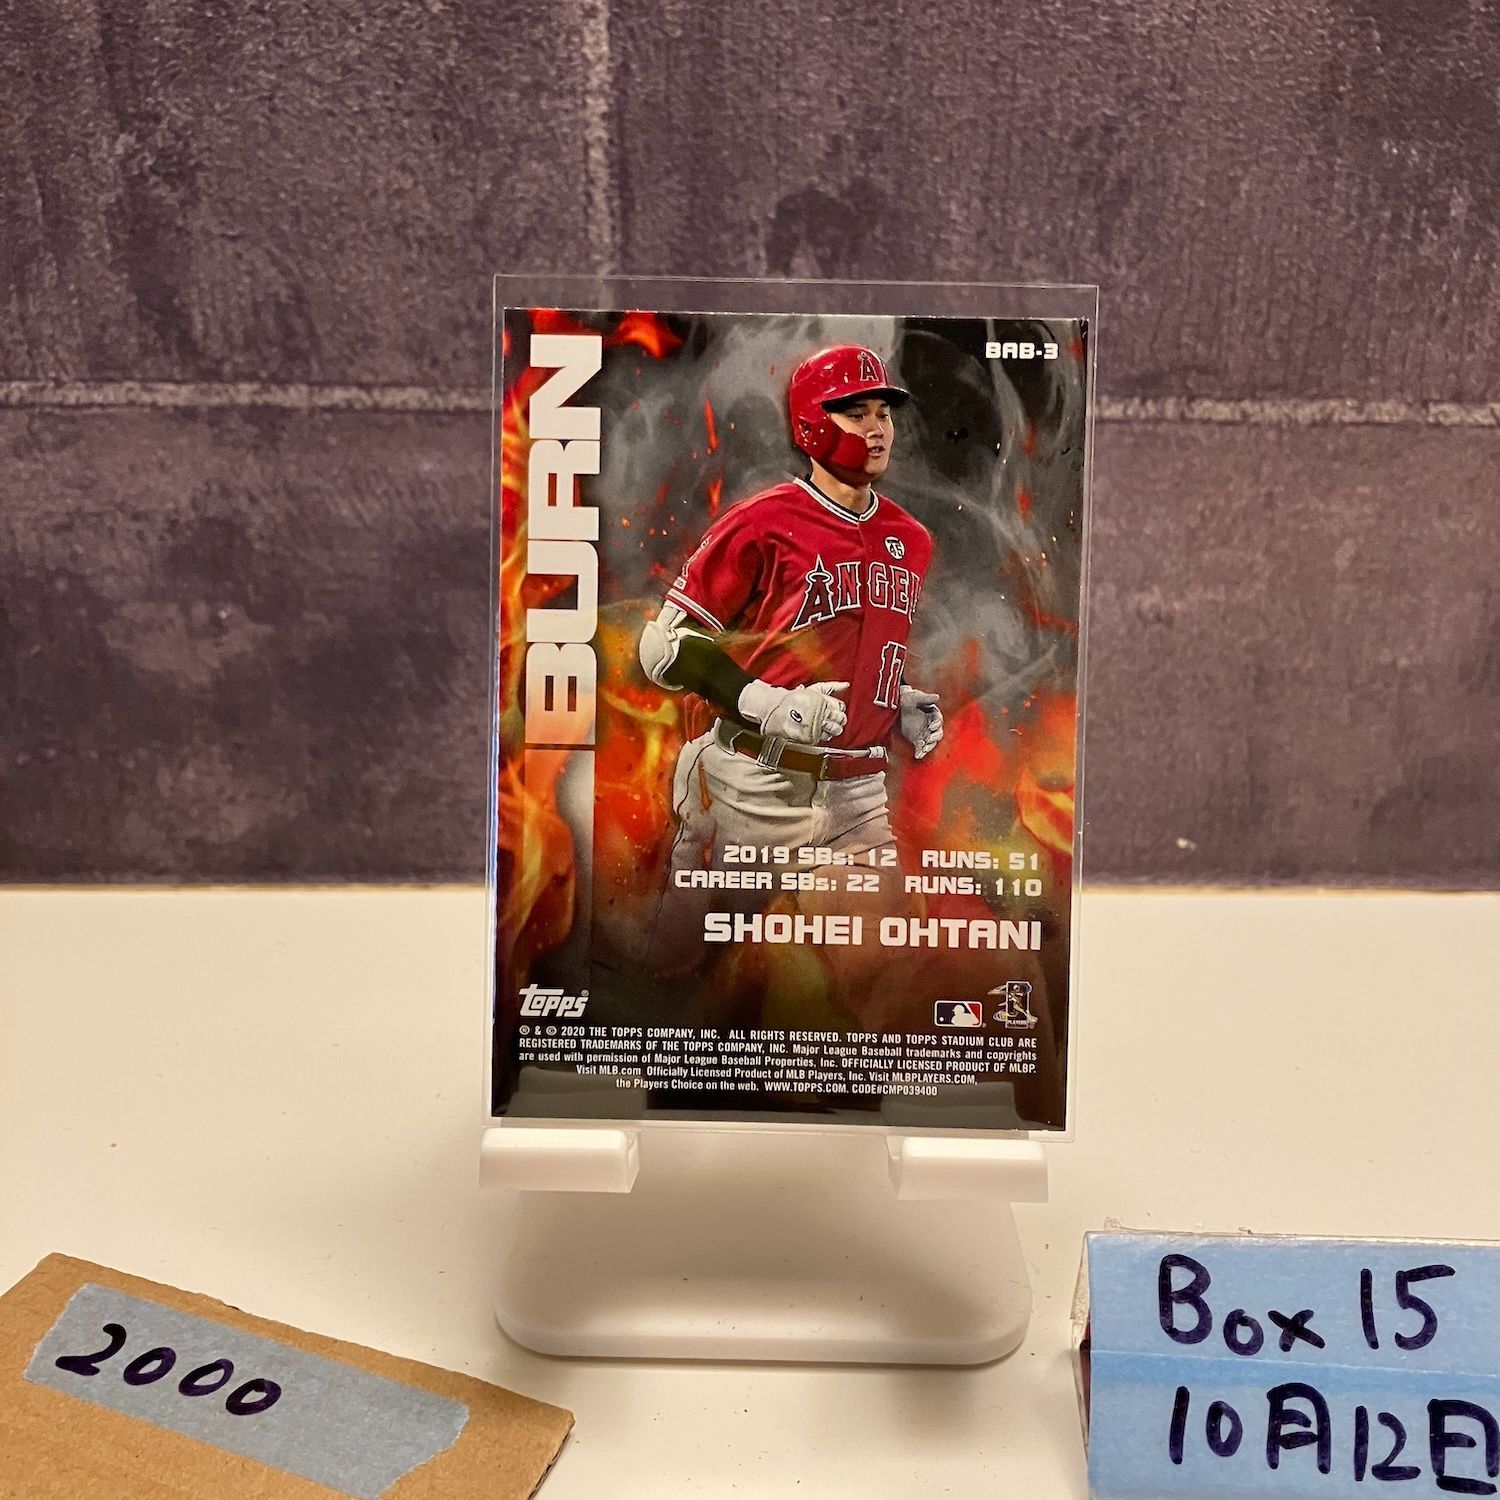 BAB-3
BURN
A
45
ANGEL
17
2019 SBs: 12 RUNS: 51
CAREER SBs: 22 RUNS: 110
SHOHEI OHTANI
topps®
® & © 2020 THE TOPPS COMPANY, INC. ALL RIGHTS RESERVED. TOPPS AND TOPPS STADIUM CLUB ARE
REGISTERED TRADEMARKS OF THE TOPPS COMPANY, INC. Major League Baseball trademarks and copyrights
are used with permission of Major League Baseball Properties, Inc. OFFICIALLY LICENSED PRODUCT OF MLBP.
Visit MLB.com Officially Licensed Product of MLB Players, Inc. Visit MLBPLAYERS.COM,
the Players Choice on the web. WWW.TOPPS.COM. CODE#CMP039400
2000
Box 15
10月12日